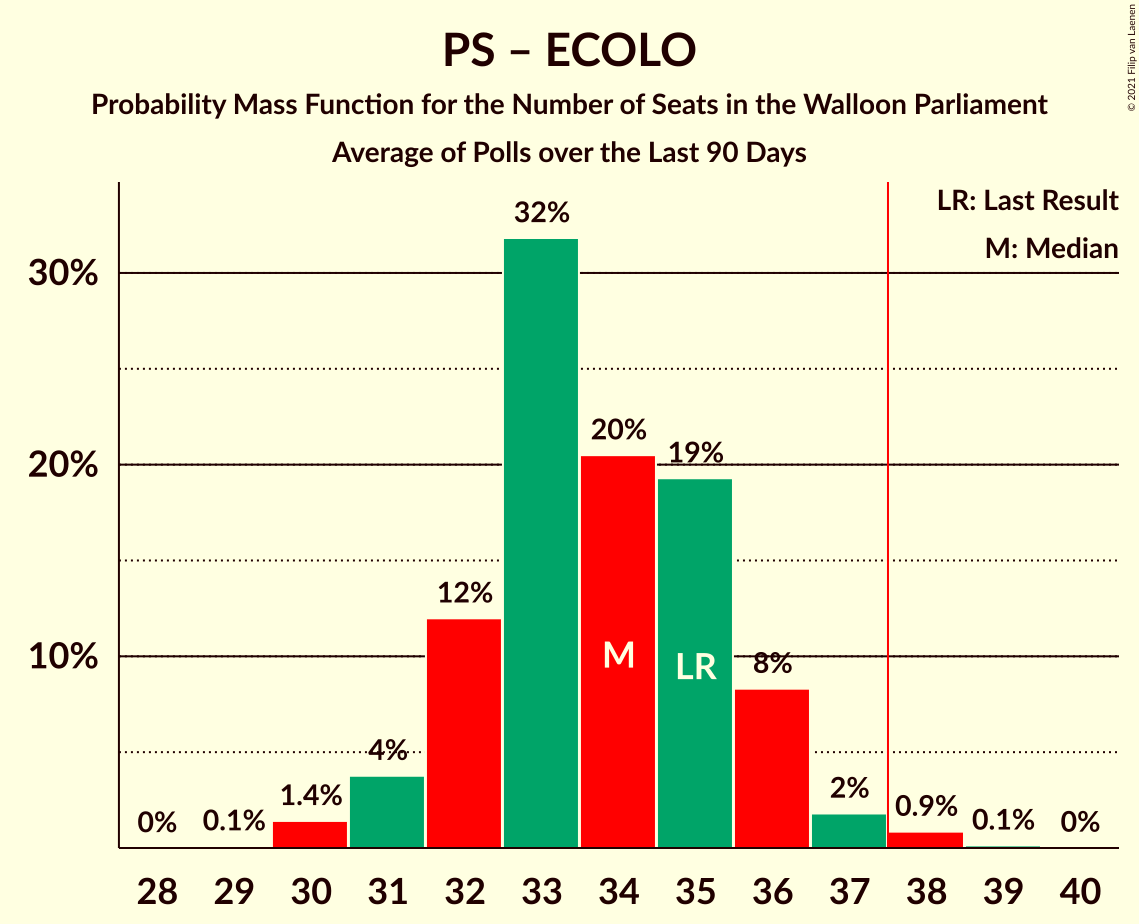 PS – ECOLO
Probability Mass Function for the Number of Seats in the Walloon Parliament
Average of Polls over the Last 90 Days
© 2021 Filip van Laenen
LR: Last Result
M: Median
30%
20%
10%
0%
0.1%
1.4%
4%
12%
32%
20%
19%
8%
2%
0.9%
0.1%
0%
M
LR
28 29 30 31 32 33 34 35 36 37 38 39 40